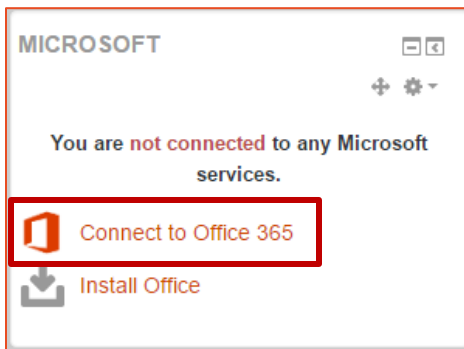 MICROSOFT
You are not connected to any Microsoft
services.
Connect to Office 365
Install Office